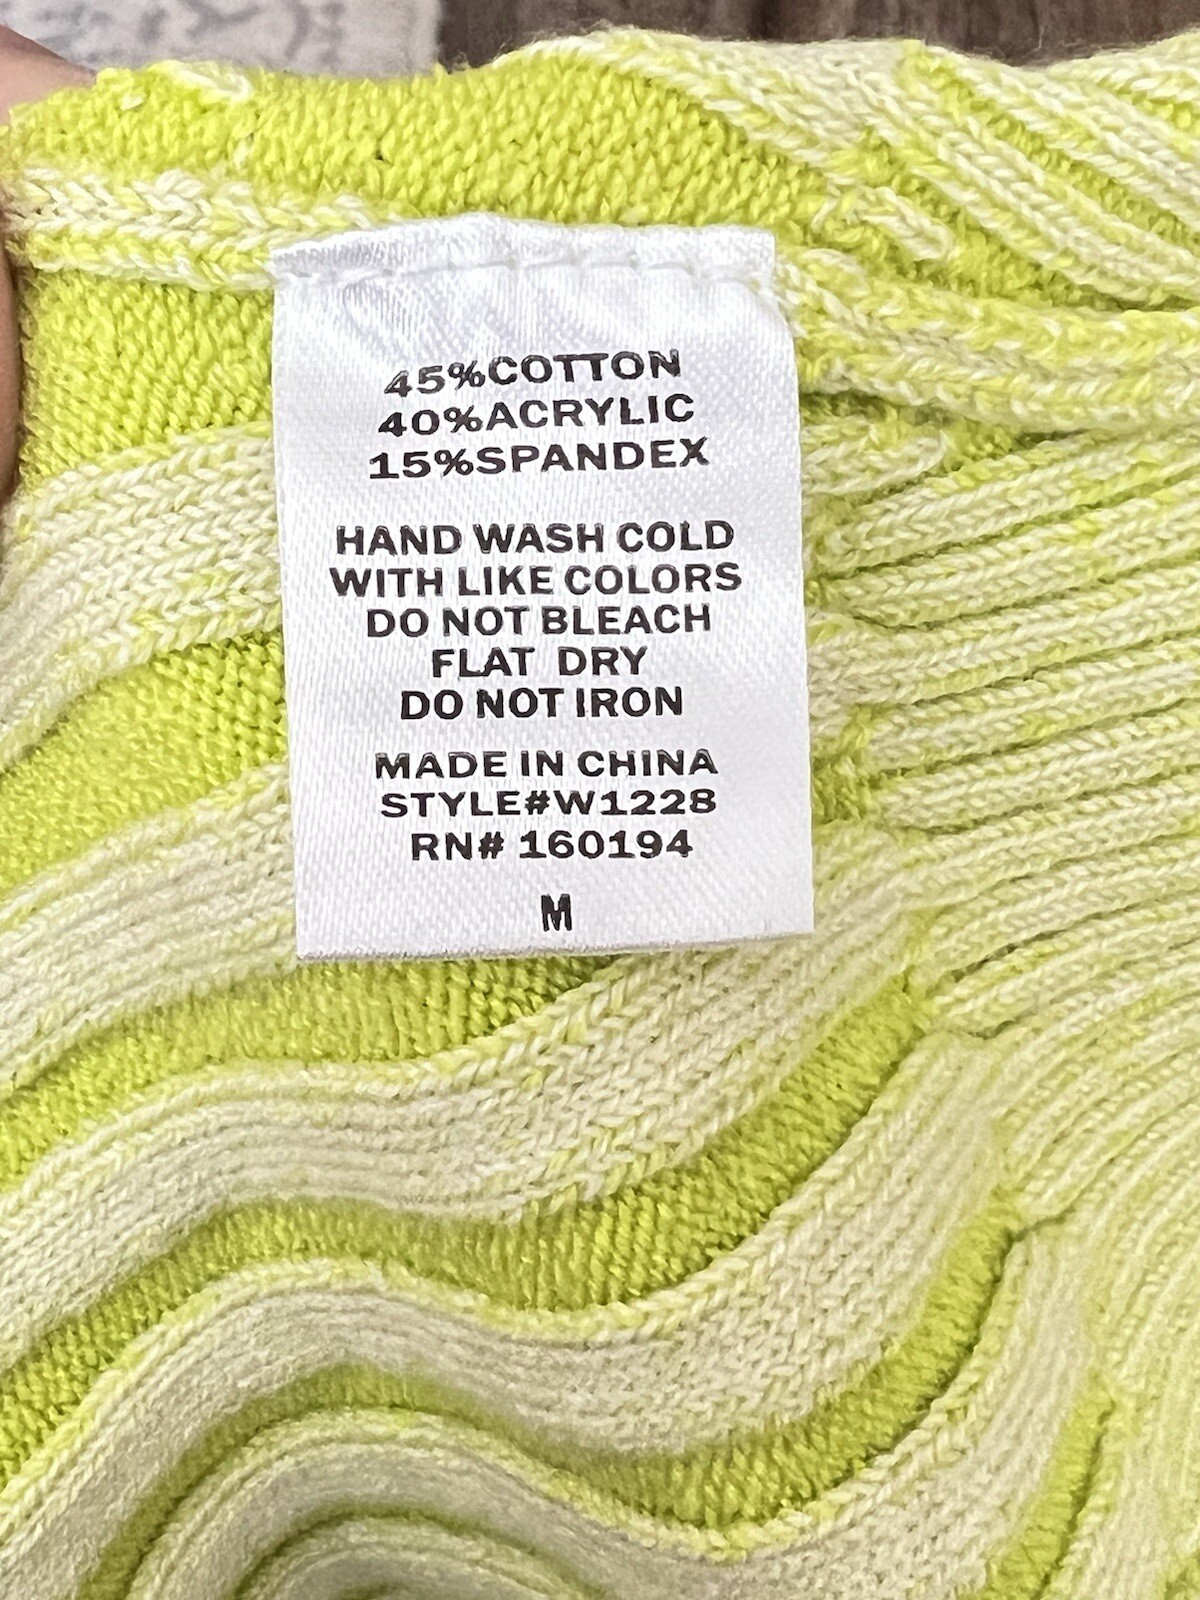 45%COTTON
40%ACRYLIC
15%SPANDEX
HAND WASH COLD
WITH LIKE COLORS
DO NOT BLEACH
FLAT DRY
DO NOT IRON
MADE IN CHINA
STYLE#W1228
RN# 160194
M